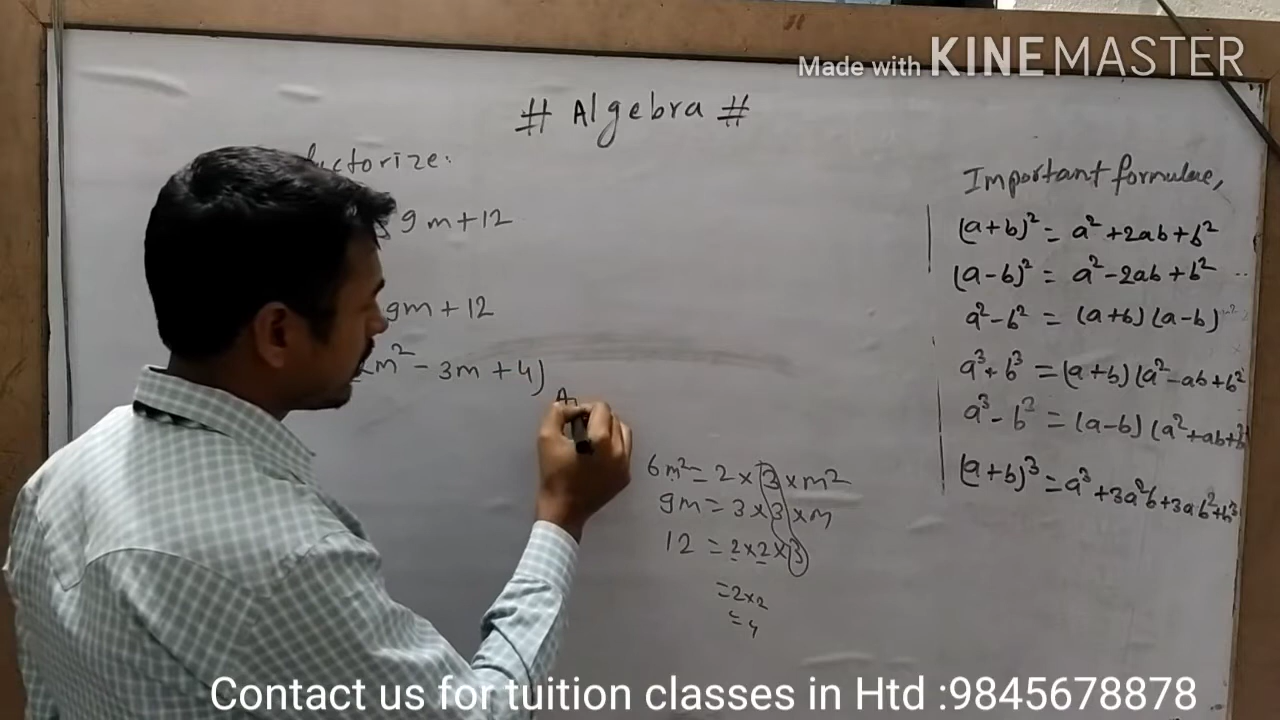 Made with KINEMASTER
# Algebra #
factorize:
9m+12
9m+12
m² - 3m + 4)
6m² = 2 × 3 × m²
9m = 3 × 3 × m
12 = 2 × 2 × 3
= 2 × 2
= 4
Important formulae,
(a+b)² = a² + 2ab + b²
(a-b)² = a² - 2ab + b²
a² - b² = (a+b) (a-b)
a³ + b³ = (a+b) (a² - ab + b²
a³ - b³ = (a-b) (a² + ab + b²
(a+b)³ = a³ + 3a²b + 3ab² + b³
Contact us for tuition classes in Htd :9845678878